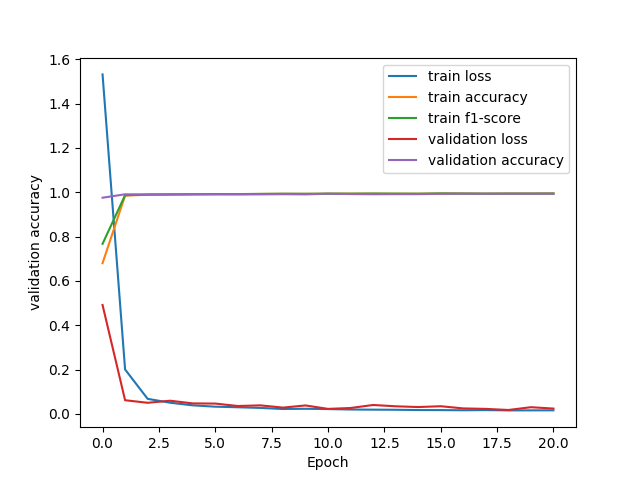 1.6
1.4
1.2
1.0
0.8
0.6
0.4
0.2
0.0
validation accuracy
train loss
train accuracy
train f1-score
validation loss
validation accuracy
0.0 2.5 5.0 7.5 10.0 12.5 15.0 17.5 20.0
Epoch